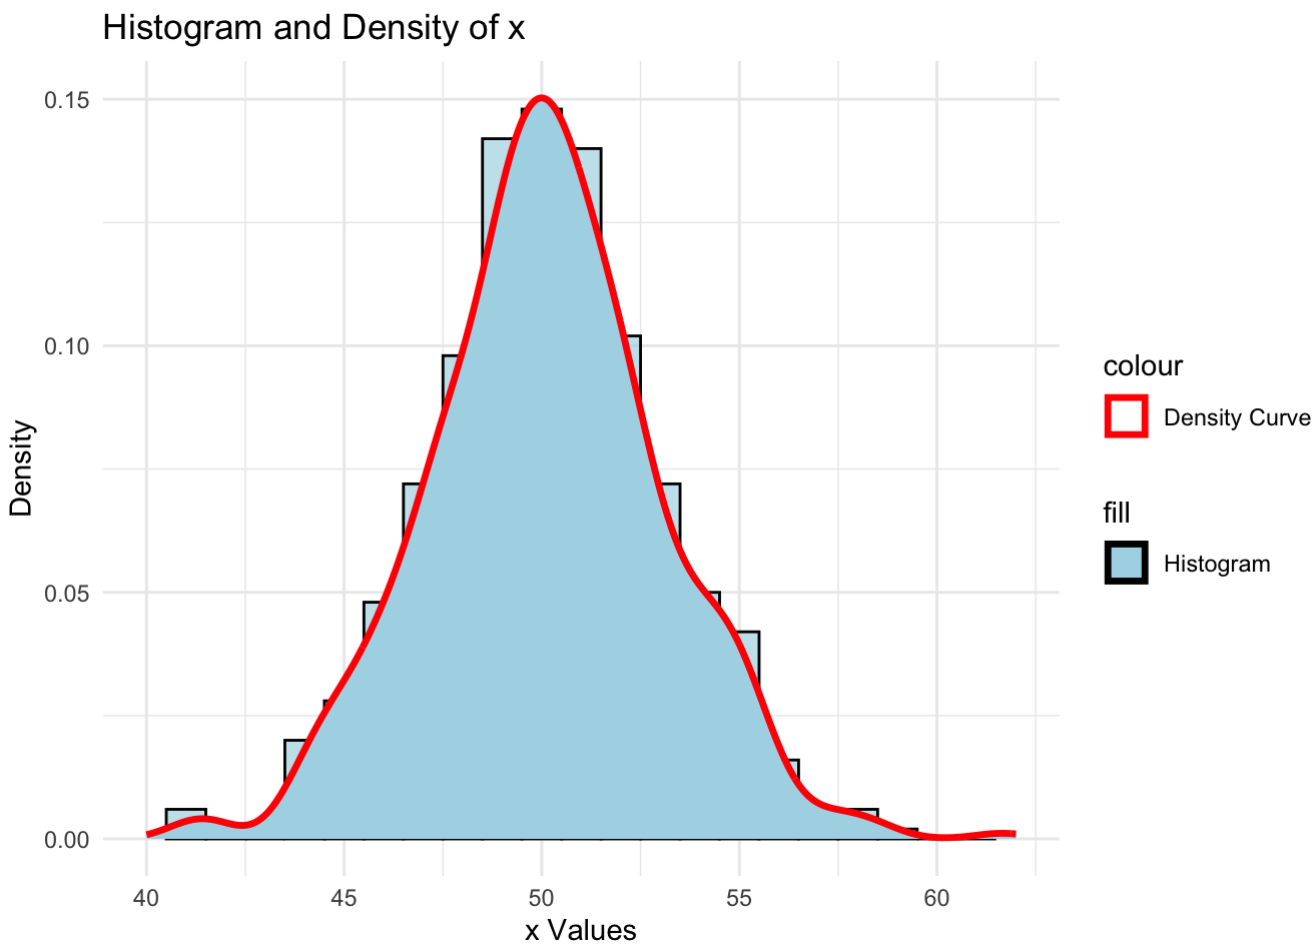 Histogram and Density of x
0.15
0.10
0.05
0.00
Density
40 45 50 55 60
x Values
colour
Density Curve
fill
Histogram